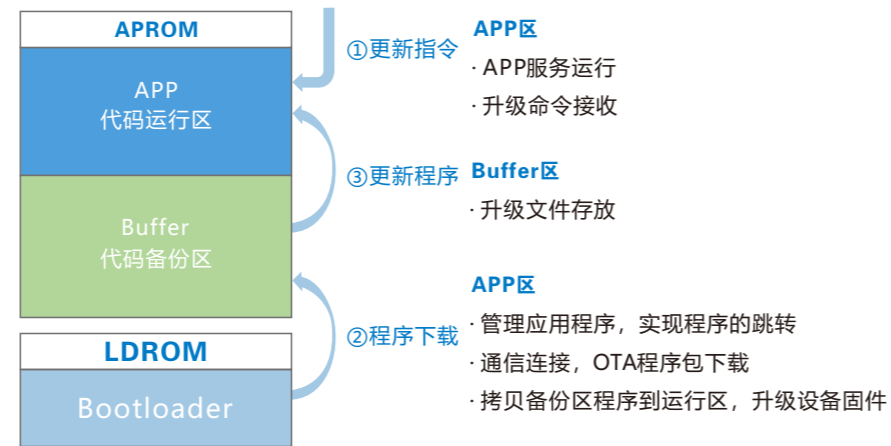 APROM
APP
代码运行区
Buffer
代码备份区
LDROM
Bootloader
①更新指令
③更新程序
②程序下载
APP区
· APP服务运行
· 升级命令接收
Buffer区
· 升级文件存放
APP区
· 管理应用程序，实现程序的跳转
· 通信连接，OTA程序包下载
· 拷贝备份区程序到运行区，升级设备固件